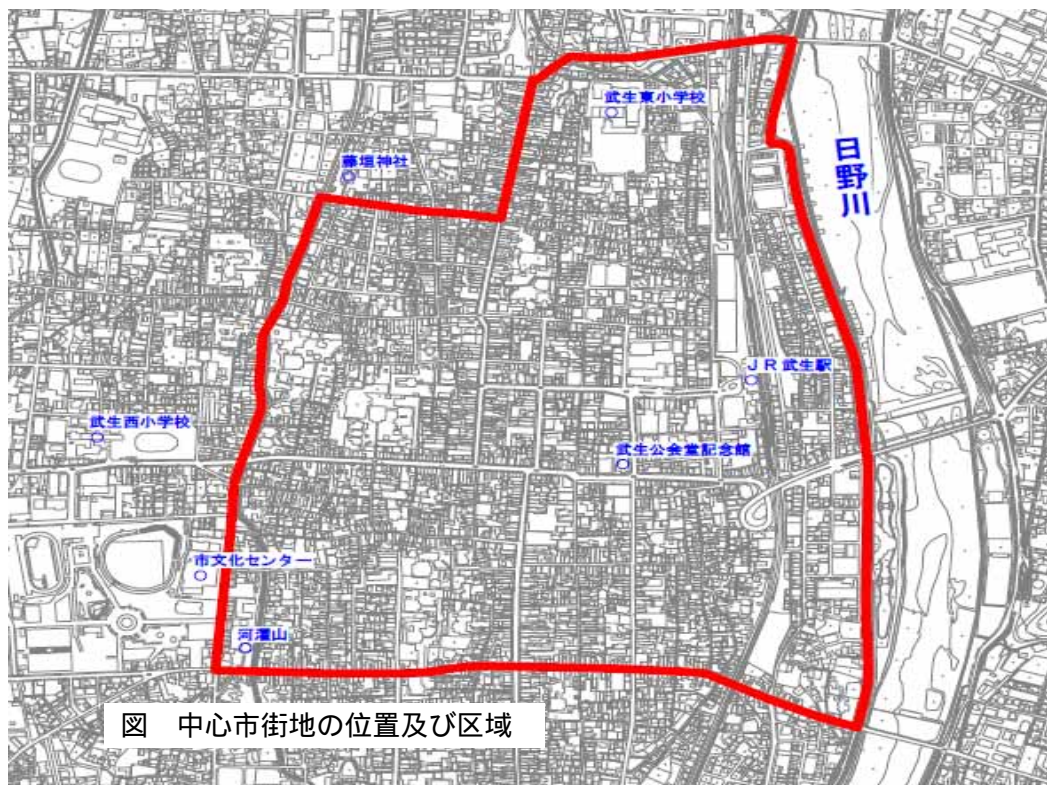 武生東小学校
藤垣神社
日野川
JR武生駅
武生西小学校
武生公会堂記念館
市文化センター
河濯山
図 中心市街地の位置及び区域